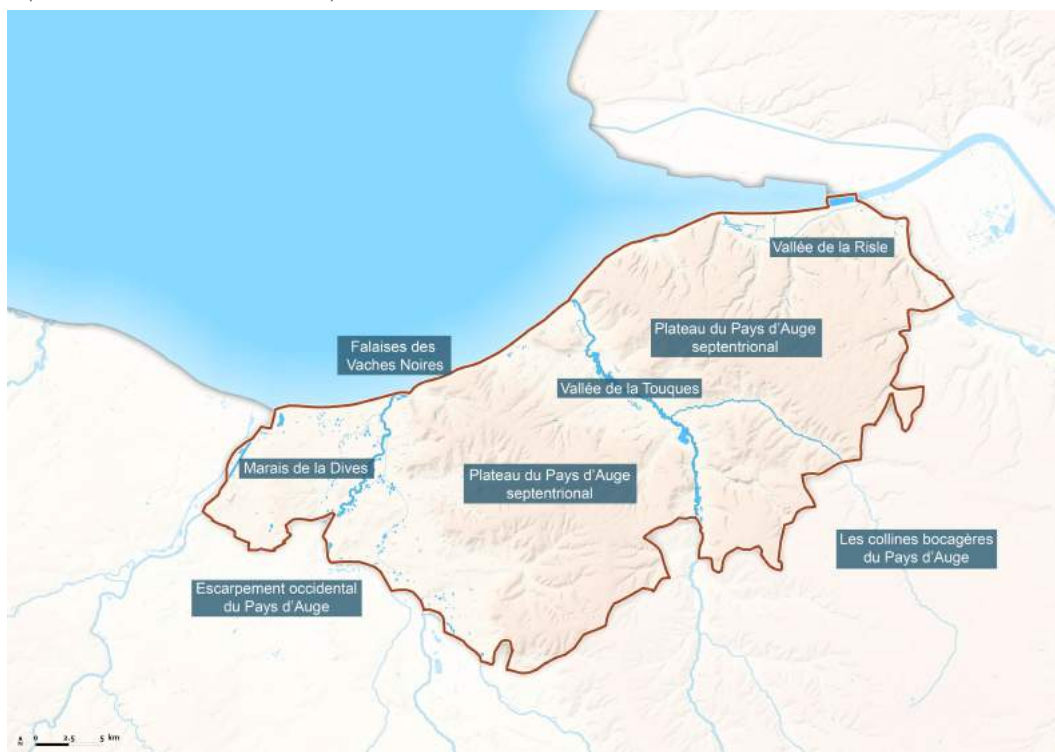 Vallée de la Risle
Plateau du Pays d'Auge
septentrional
Falaises des
Vaches Noires
Vallée de la Touques
Marais de la Dives
Plateau du Pays d'Auge
septentrional
Les collines bocagères
du Pays d'Auge
Escarpement occidental
du Pays d'Auge
N 0 2.5 5 km